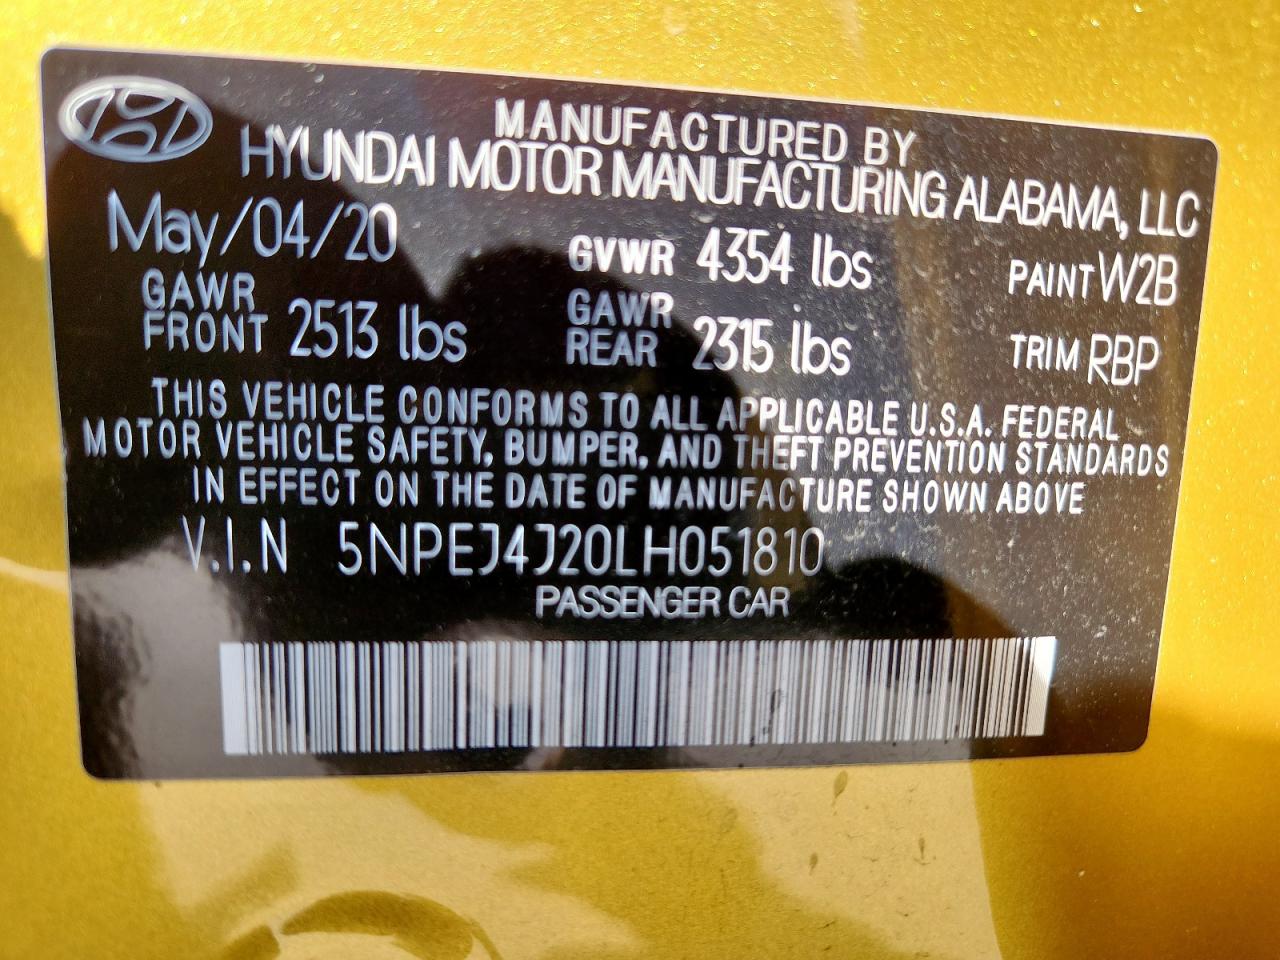 MANUFACTURED BY
HYUNDAI MOTOR MANUFACTURING ALABAMA, LLC
May/04/20 GVWR 4354 lbs PAINT W2B
GAWR FRONT 2513 lbs GAWR REAR 2315 lbs TRIM RBP
THIS VEHICLE CONFORMS TO ALL APPLICABLE U.S.A. FEDERAL
MOTOR VEHICLE SAFETY, BUMPER, AND THEFT PREVENTION STANDARDS
IN EFFECT ON THE DATE OF MANUFACTURE SHOWN ABOVE
V.I.N 5NPEJ4J20LH051810
PASSENGER CAR